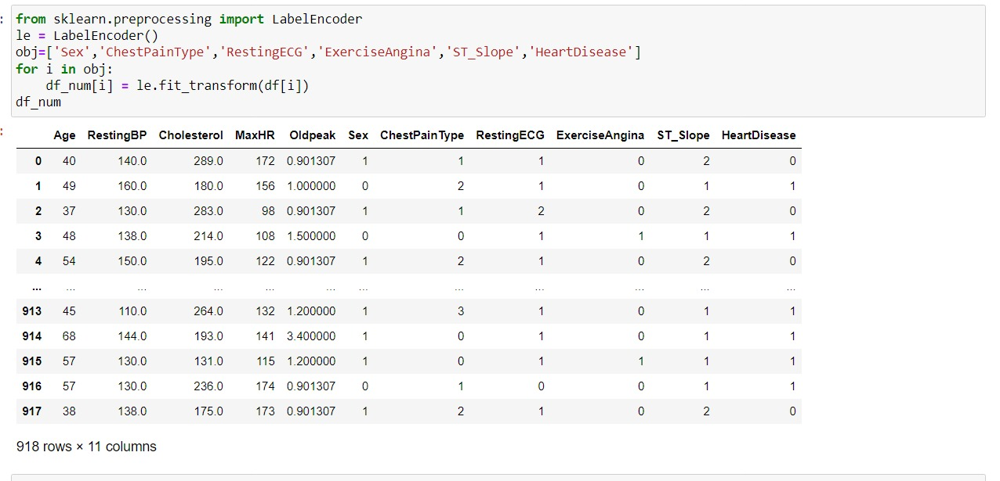 : from sklearn.preprocessing import LabelEncoder
le = LabelEncoder()
obj=['Sex','ChestPainType','RestingECG','ExerciseAngina','ST_Slope','HeartDisease']
for i in obj:
    df_num[i] = le.fit_transform(df[i])
df_num
: Age RestingBP Cholesterol MaxHR Oldpeak Sex ChestPainType RestingECG ExerciseAngina ST_Slope HeartDisease
0 40 140.0 289.0 172 0.901307 1 1 1 0 2 0
1 49 160.0 180.0 156 1.000000 0 2 1 0 1 1
2 37 130.0 283.0 98 0.901307 1 1 2 0 2 0
3 48 138.0 214.0 108 1.500000 0 0 1 1 1 1
4 54 150.0 195.0 122 0.901307 1 2 1 0 2 0
... ... ... ... ... ... ... ... ... ... ... ...
913 45 110.0 264.0 132 1.200000 1 3 1 0 1 1
914 68 144.0 193.0 141 3.400000 1 0 1 0 1 1
915 57 130.0 131.0 115 1.200000 1 0 1 1 1 1
916 57 130.0 236.0 174 0.901307 0 1 0 0 1 1
917 38 138.0 175.0 173 0.901307 1 2 1 0 2 0
918 rows × 11 columns